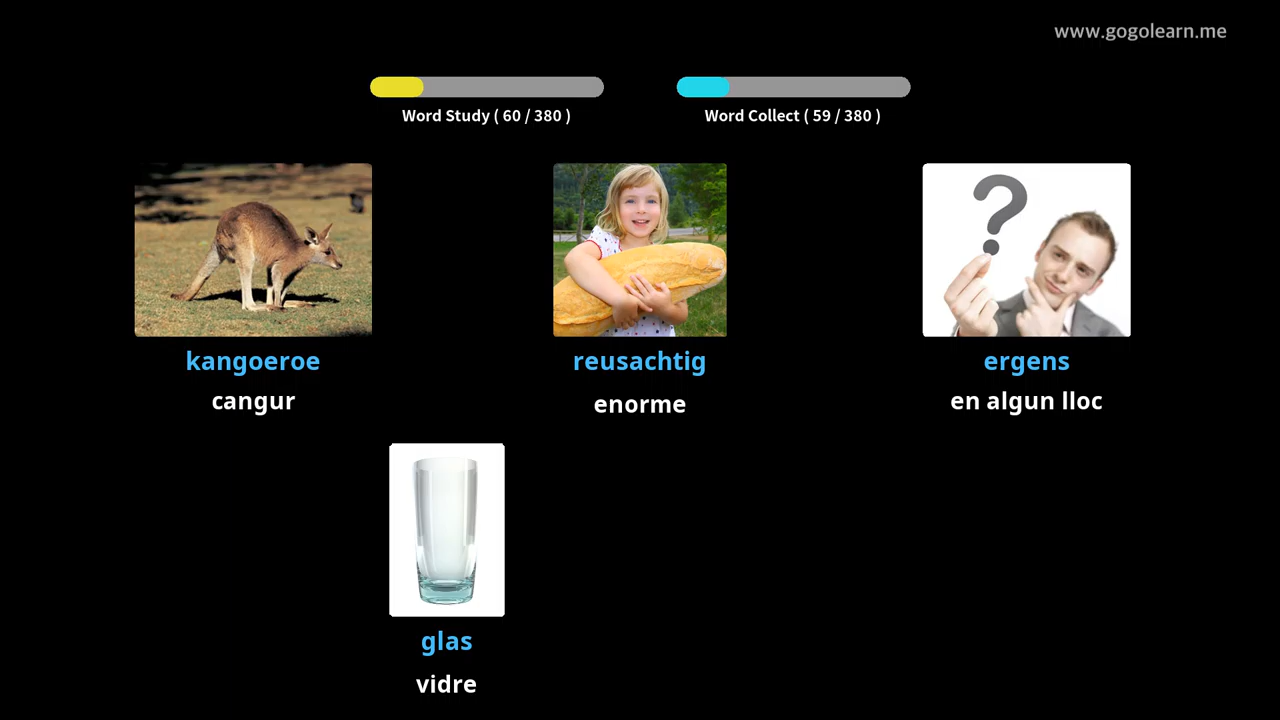 www.gogolearn.me
Word Study ( 60 / 380 )
Word Collect ( 59 / 380 )
kangoeroe
cangur
reusachtig
enorme
ergens
en algun lloc
glas
vidre